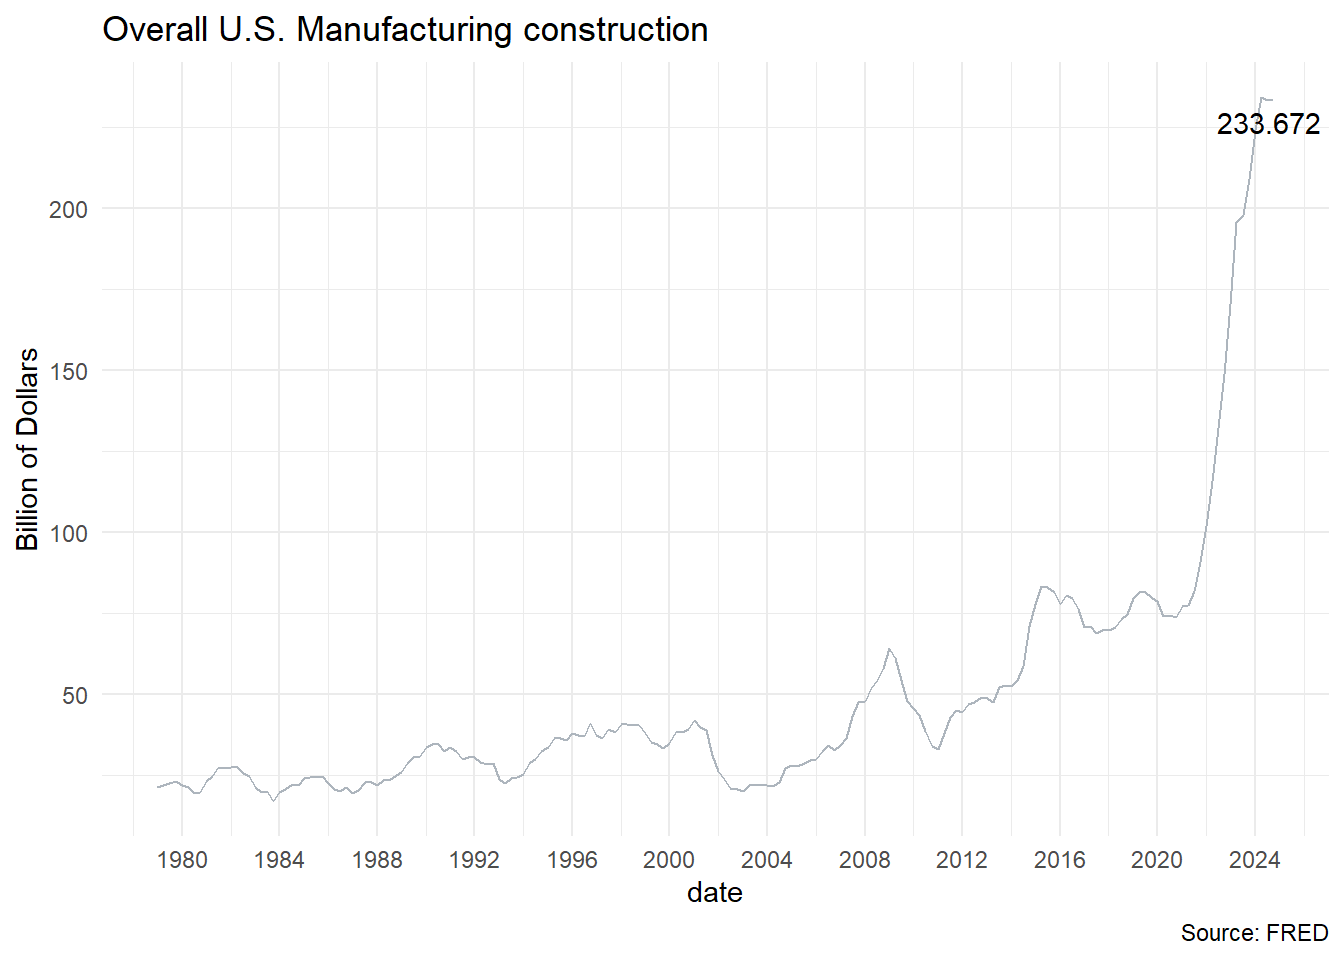 Overall U.S. Manufacturing construction
233.672
200
150
100
50
Billion of Dollars
1980 1984 1988 1992 1996 2000 2004 2008 2012 2016 2020 2024
date
Source: FRED